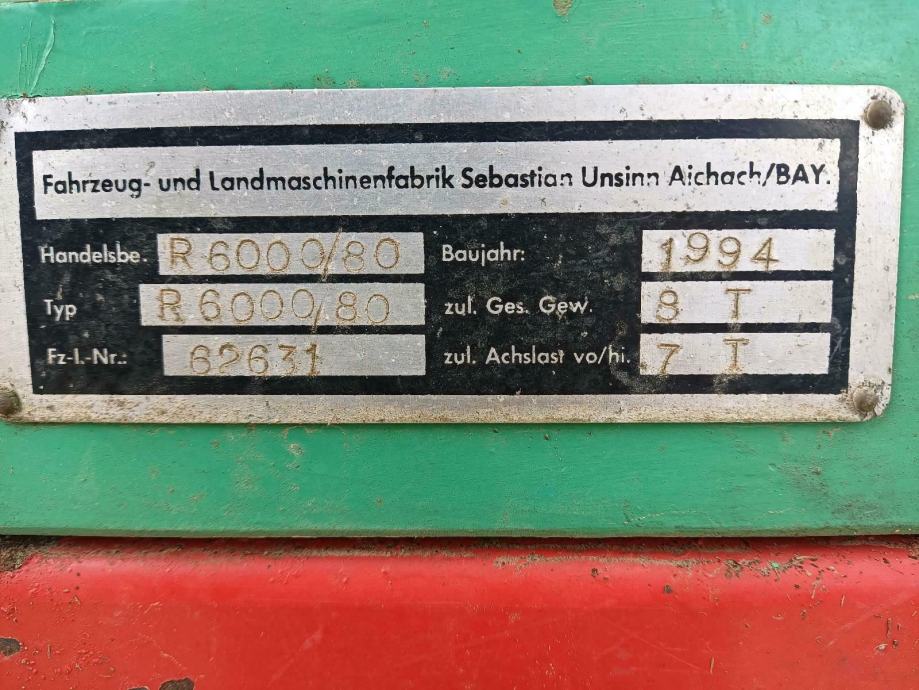 Fahrzeug- und Landmaschinenfabrik Sebastian Unsinn Aichach/BAY.
Handelsbe. R 6000/80 Baujahr: 1994
Typ R 6000/80 zul. Ges. Gew. 8 T
Fz-I.-Nr.: 62631 zul. Achslast vo/hi. 7 T